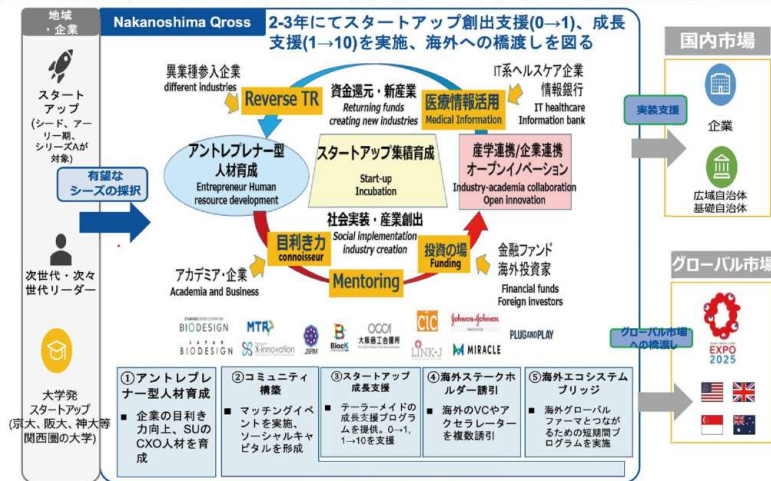 地域
・企業
スタート
アップ
(シード、アー
リー期、
シリーズAが
対象)
次世代・次々
世代リーダー
大学発
スタートアップ
(京大、阪大、神大等
関西圏の大学)
有望な
シーズの採択
Nakanoshima Qross
2-3年にてスタートアップ創出支援(0→1)、成長
支援(1→10)を実施、海外への橋渡しを図る
異業種参入企業
different industries
Reverse TR
資金還元・新産業
Returning funds
creating new industries
医療情報活用
Medical Information
IT系ヘルスケア企業
情報銀行
IT healthcare
Information bank
アントレプレナー型
人材育成
Entrepreneur Human
resource development
スタートアップ集積育成
Start-up
Incubation
産学連携/企業連携
オープンイノベーション
Industry-academia collaboration
Open innovation
社会実装・産業創出
Social implementation
industry creation
目利き力
connoisseur
Mentoring
投資の場
Funding
アカデミア・企業
Academia and Business
金融ファンド
海外投資家
Financial funds
Foreign investors
BIODESIGN
JAPAN
BIODESIGN
MTR
X-innovation
JSRM
BiocK
OCCI
大阪商工会議所
CIC
LINK-J
Johnson&Johnson
INNOVATION
MIRACLE
PLUGANDPLAY
①アントレプレ
ナー型人材育成
■ 企業の目利き
力向上、SUの
CXO人材を育
成
②コミュニティ
構築
■ マッチングイベ
ントを実施、
ソーシャルキャ
ピタルを形成
③スタートアップ
成長支援
■ テーラーメイドの
成長支援プログラ
ムを提供。0→1,
1→10を支援
④海外ステークホ
ルダー誘引
■ 海外のVCやア
クセラレーター
を複数誘引
⑤海外エコシステム
ブリッジ
■ 海外グローバル
ファーマとつなが
るための短期間プ
ログラムを実施
実装支援
国内市場
企業
広域自治体
基礎自治体
グローバル市場
への橋渡し
グローバル市場
EXPO
2025